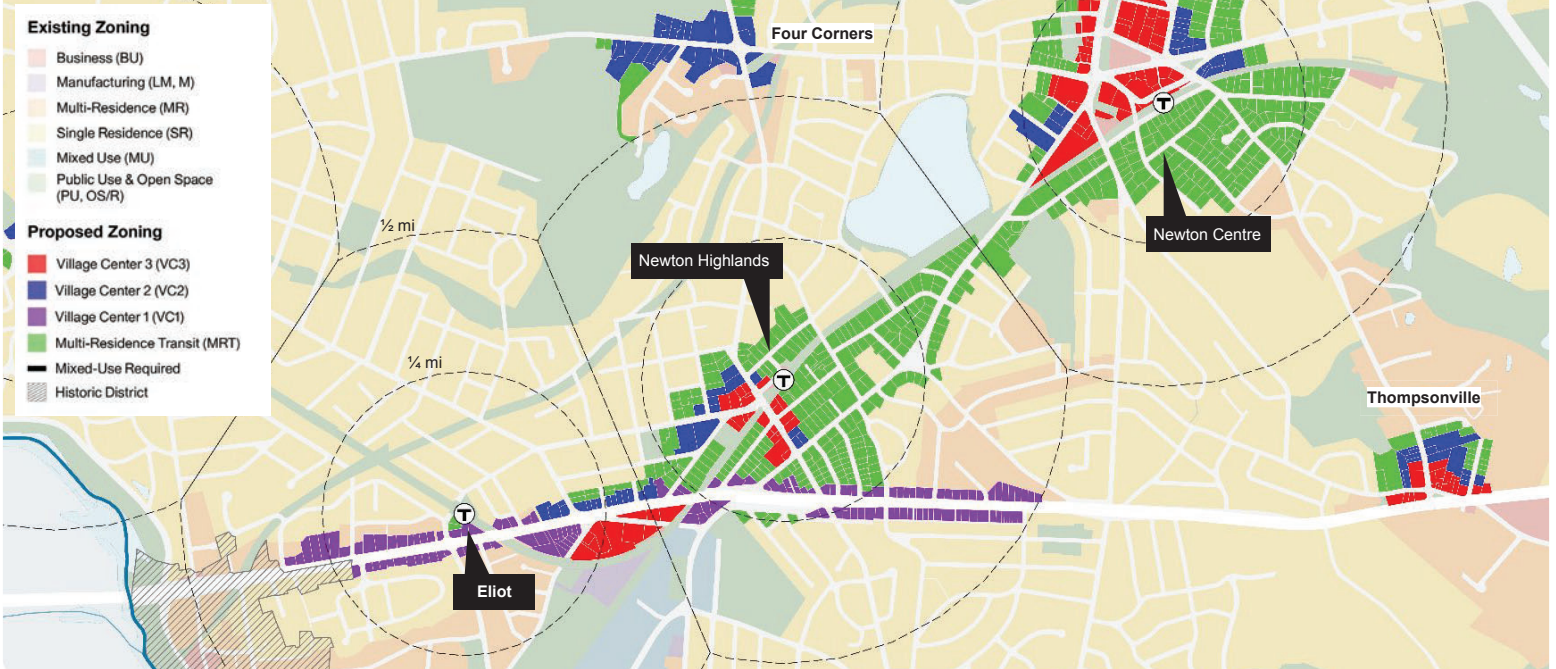 Existing Zoning
Business (BU)
Manufacturing (LM, M)
Multi-Residence (MR)
Single Residence (SR)
Mixed Use (MU)
Public Use & Open Space
(PU, OS/R)
Proposed Zoning
Village Center 3 (VC3)
Village Center 2 (VC2)
Village Center 1 (VC1)
Multi-Residence Transit (MRT)
Mixed-Use Required
Historic District
Four Corners
T
Newton Centre
½ mi
Newton Highlands
¼ mi
T
Thompsonville
T
Eliot